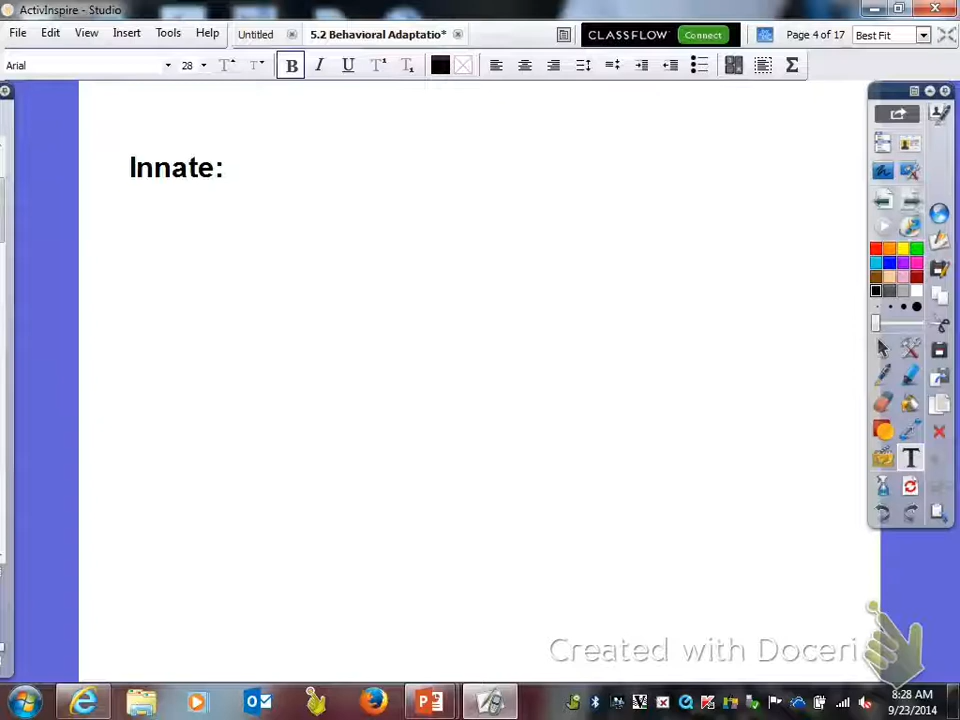 ActivInspire - Studio
File Edit View Insert Tools Help Untitled 5.2 Behavioral Adaptatio* CLASSFLOW Connect Page 4 of 17 Best Fit
Arial 28 B I U T T Σ
Innate:
T
Created with Doceri
8:28 AM
9/23/2014